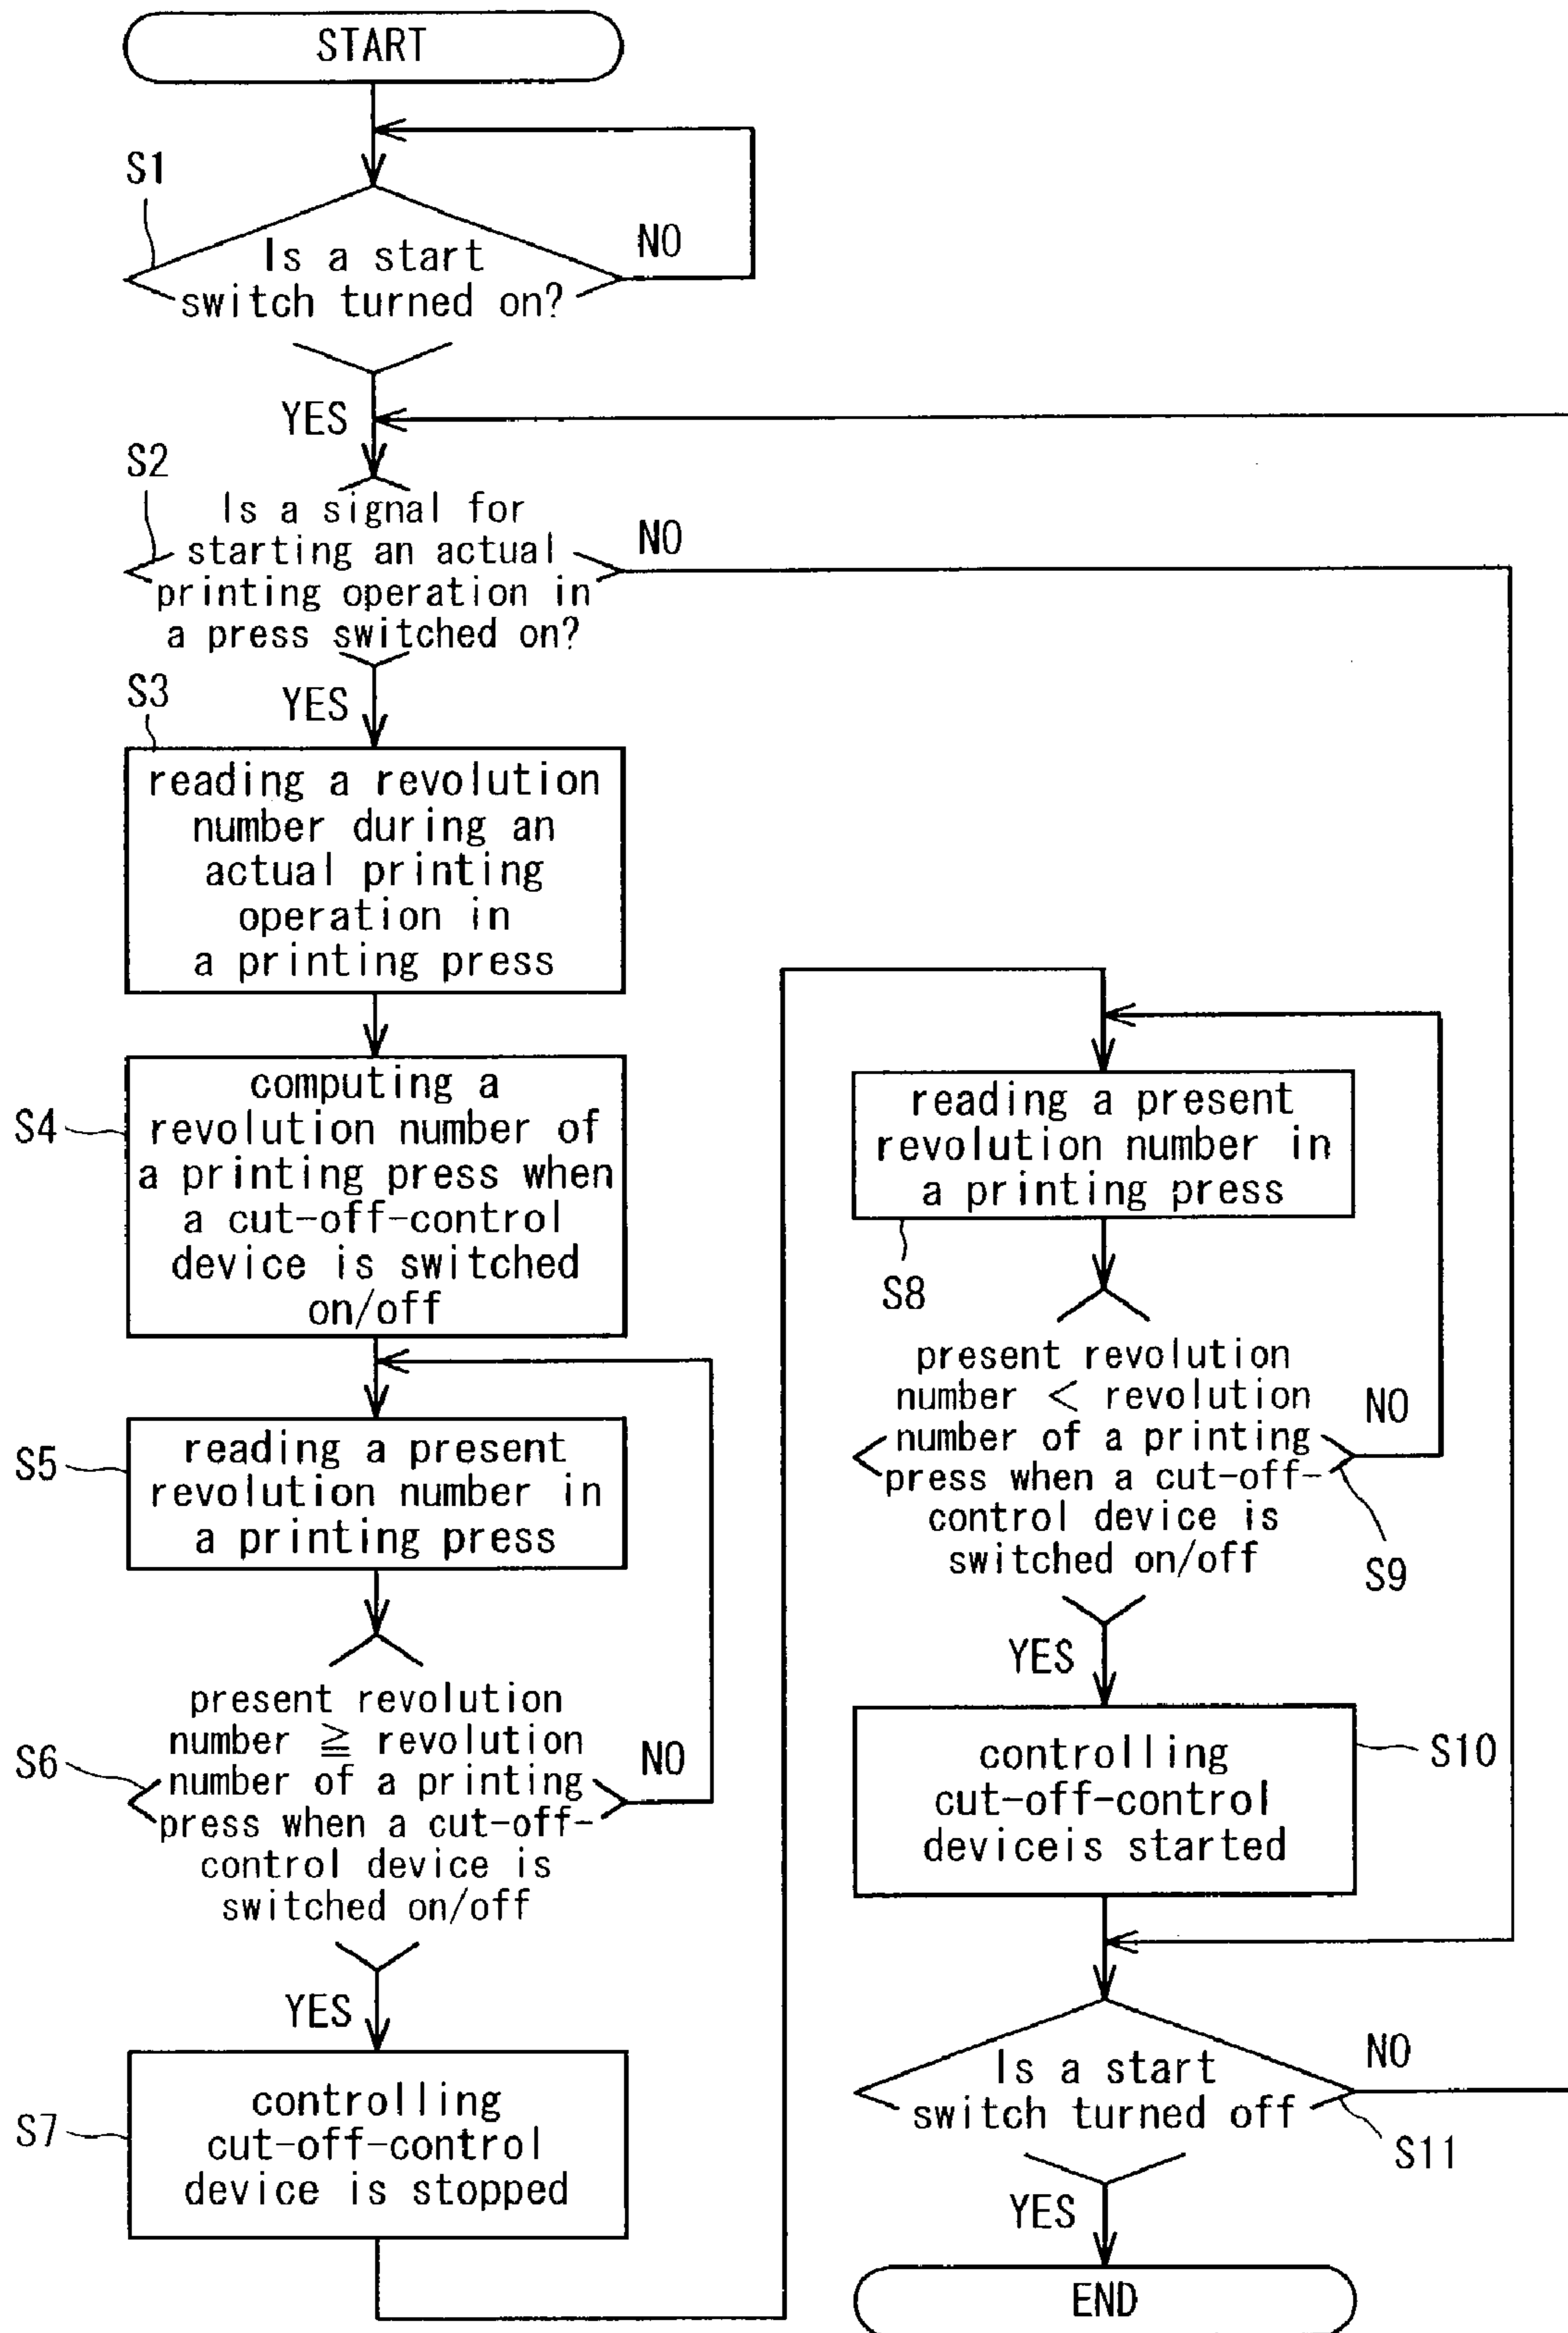 START
S1
Is a start
switch turned on?
NO
YES
S2
Is a signal for
starting an actual
printing operation in
a press switched on?
NO
YES
S3
reading a revolution
number during an
actual printing
operation in
a printing press
S4
computing a
revolution number of
a printing press when
a cut-off-control
device is switched
on/off
S5
reading a present
revolution number in
a printing press
S6
present revolution
number ≧ revolution
number of a printing
press when a cut-off-
control device is
switched on/off
NO
YES
S7
controlling
cut-off-control
device is stopped
reading a present
revolution number in
a printing press
S8
present revolution
number < revolution
number of a printing
press when a cut-off-
control device is
switched on/off
NO
S9
YES
controlling
cut-off-control
deviceis started
S10
Is a start
switch turned off
NO
S11
YES
END